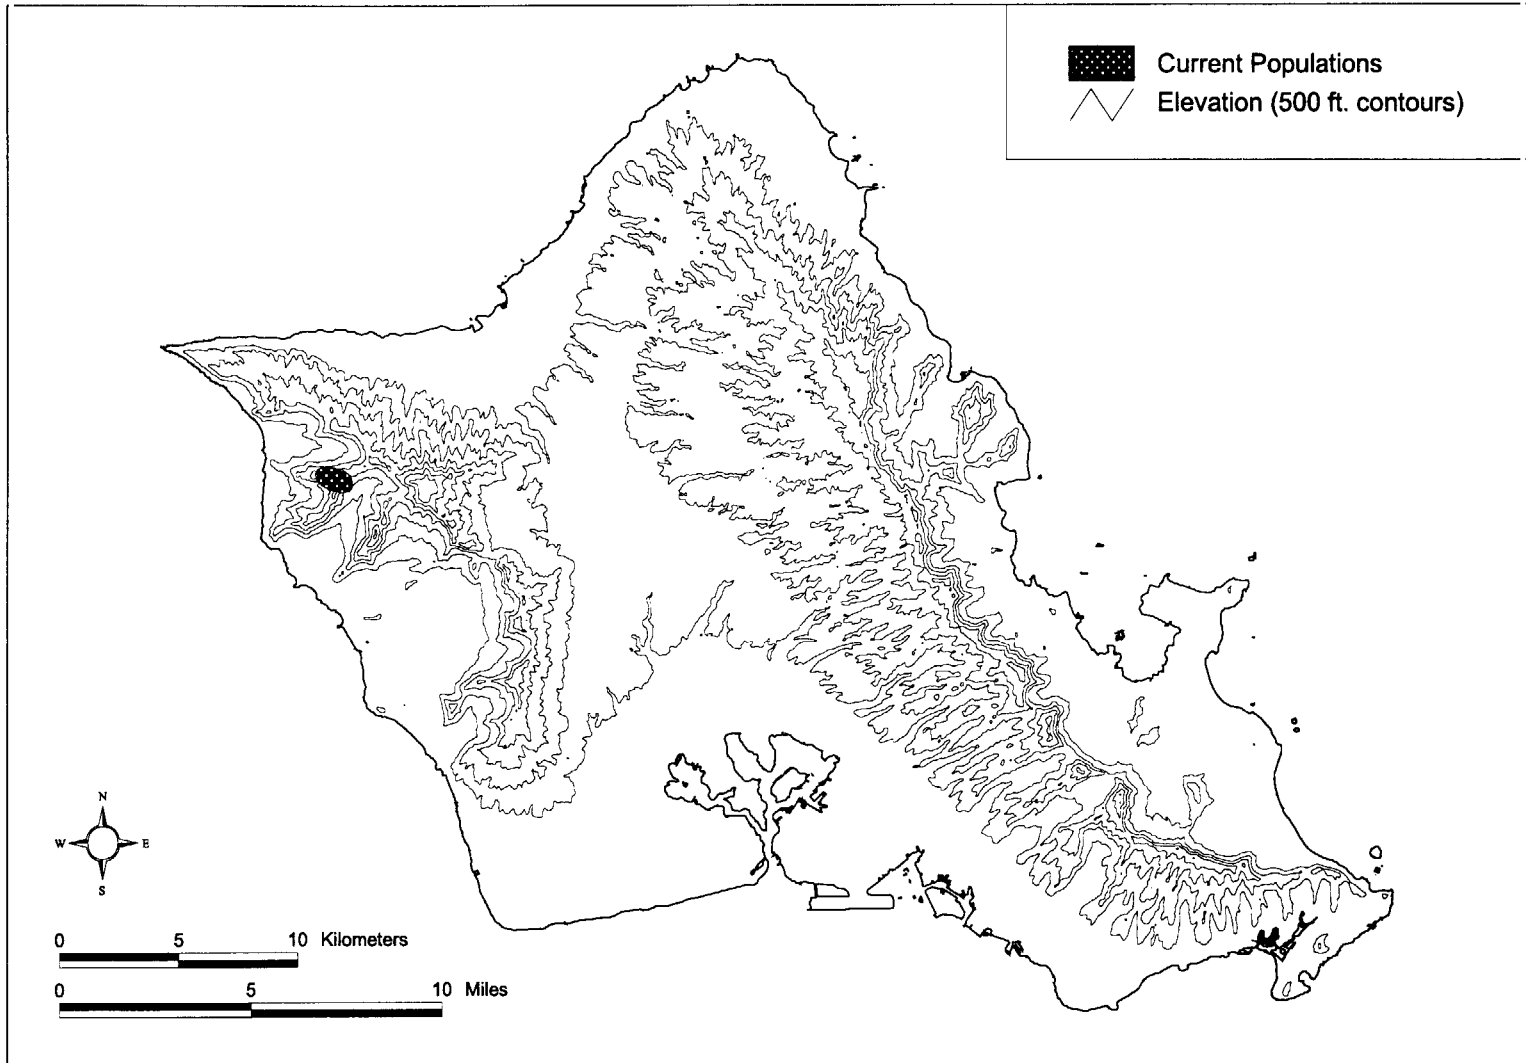 Current Populations
Elevation (500 ft. contours)
N
W E
S
0 5 10 Kilometers
0 5 10 Miles